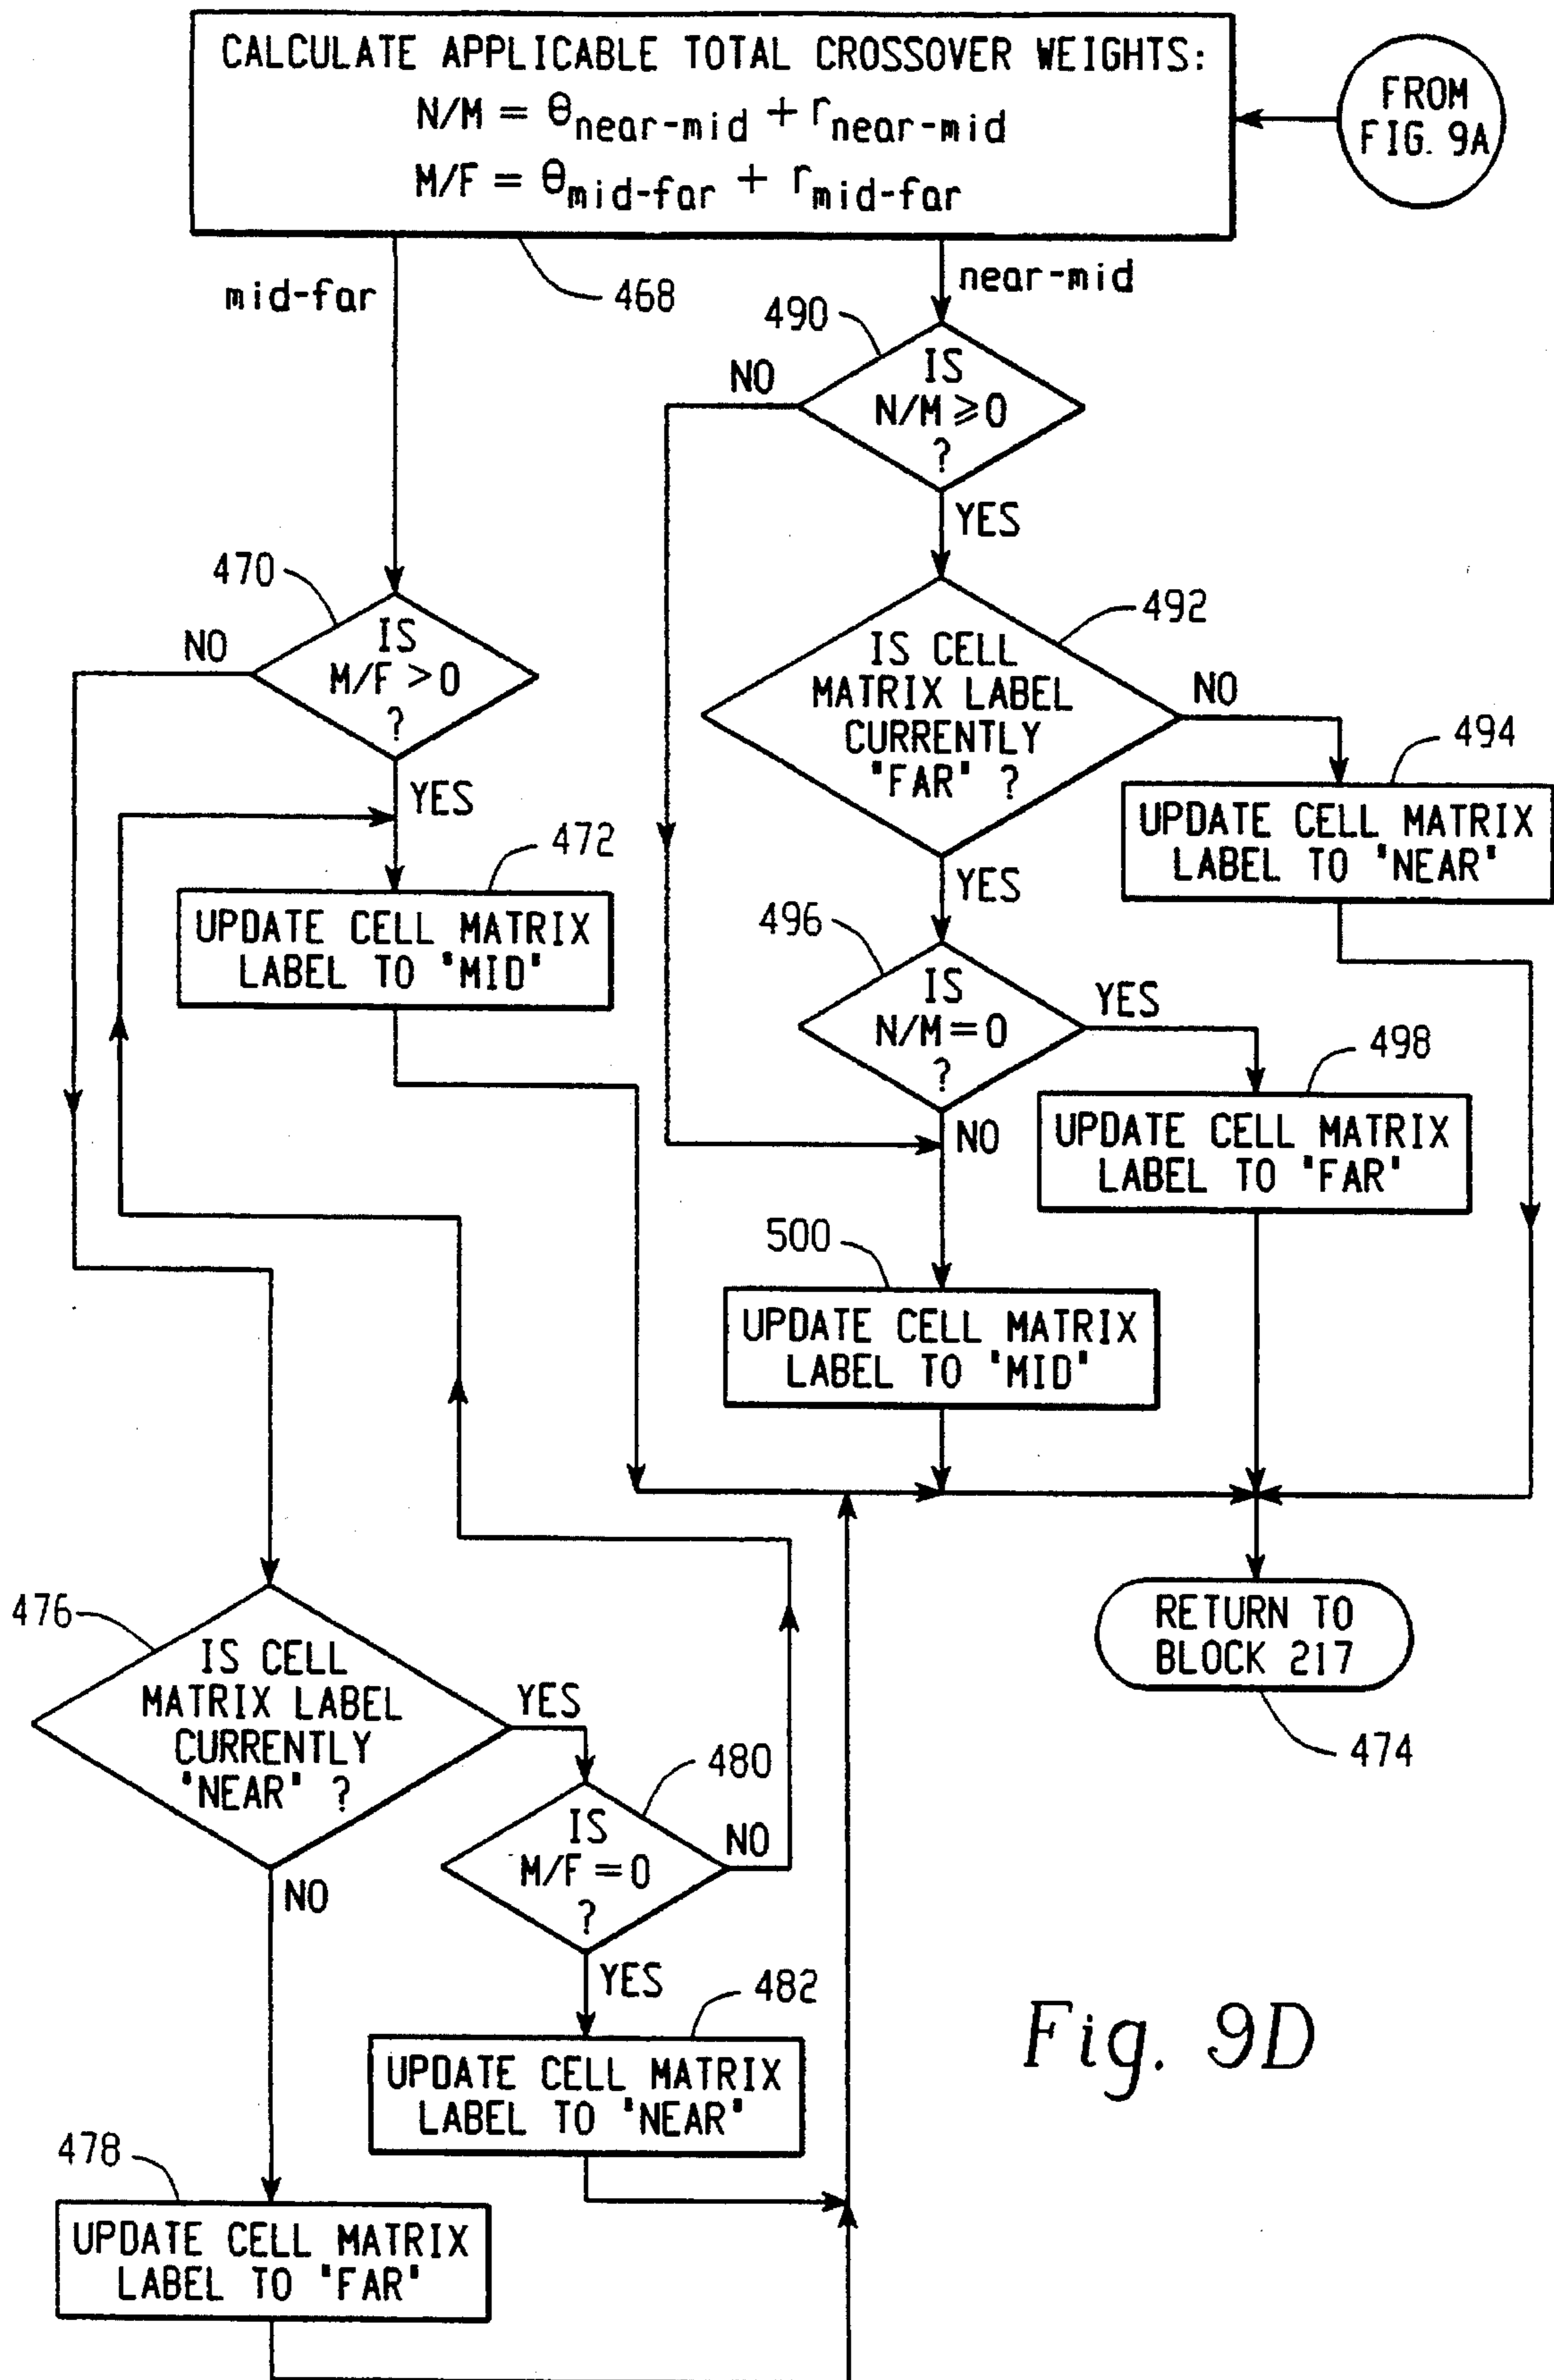 CALCULATE APPLICABLE TOTAL CROSSOVER WEIGHTS:
N/M = θnear-mid + rnear-mid
M/F = θmid-far + rmid-far
FROM
FIG. 9A
mid-far
468
near-mid
490
NO
IS
N/M ⩾ 0
?
YES
470
NO
IS
M/F > 0
?
YES
492
IS CELL
MATRIX LABEL
CURRENTLY
"FAR" ?
NO
494
UPDATE CELL MATRIX
LABEL TO "NEAR"
YES
472
UPDATE CELL MATRIX
LABEL TO "MID"
496
IS
N/M = 0
?
YES
498
UPDATE CELL MATRIX
LABEL TO "FAR"
NO
500
UPDATE CELL MATRIX
LABEL TO "MID"
RETURN TO
BLOCK 217
474
476
IS CELL
MATRIX LABEL
CURRENTLY
"NEAR" ?
YES
480
IS
M/F = 0
?
NO
NO
YES
482
UPDATE CELL MATRIX
LABEL TO "NEAR"
478
UPDATE CELL MATRIX
LABEL TO "FAR"
Fig. 9D